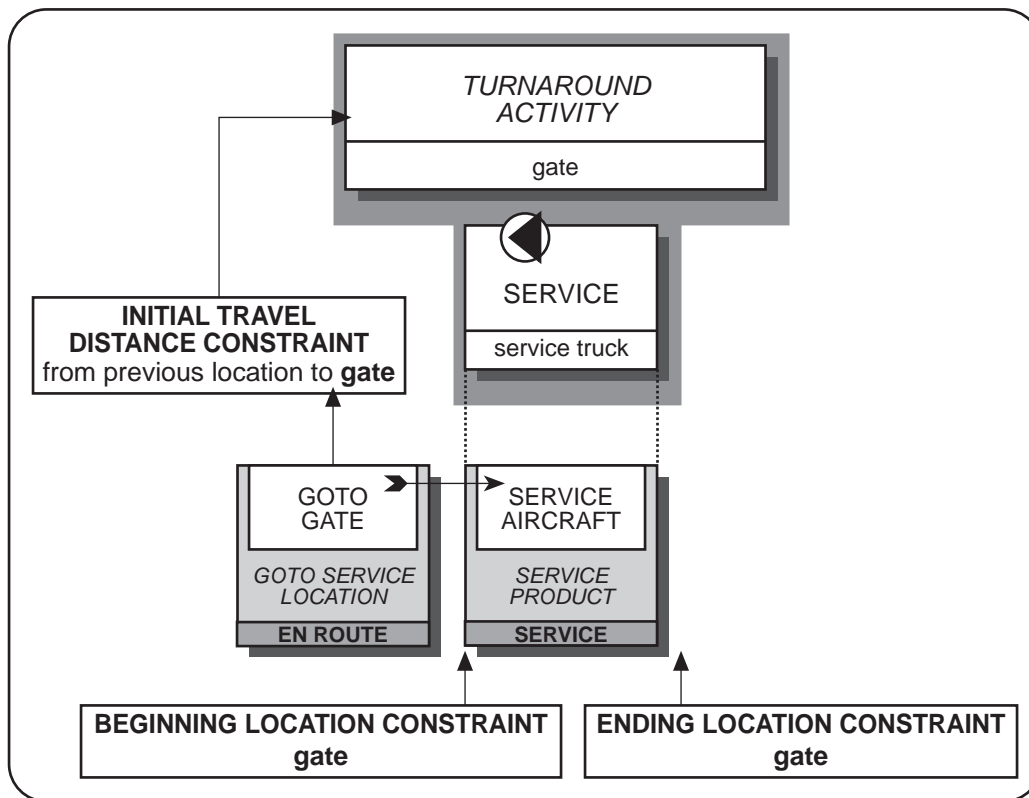 TURNAROUND
ACTIVITY
gate
SERVICE
service truck
INITIAL TRAVEL
DISTANCE CONSTRAINT
from previous location to gate
GOTO
GATE
GOTO SERVICE
LOCATION
EN ROUTE
SERVICE
AIRCRAFT
SERVICE
PRODUCT
SERVICE
BEGINNING LOCATION CONSTRAINT
gate
ENDING LOCATION CONSTRAINT
gate